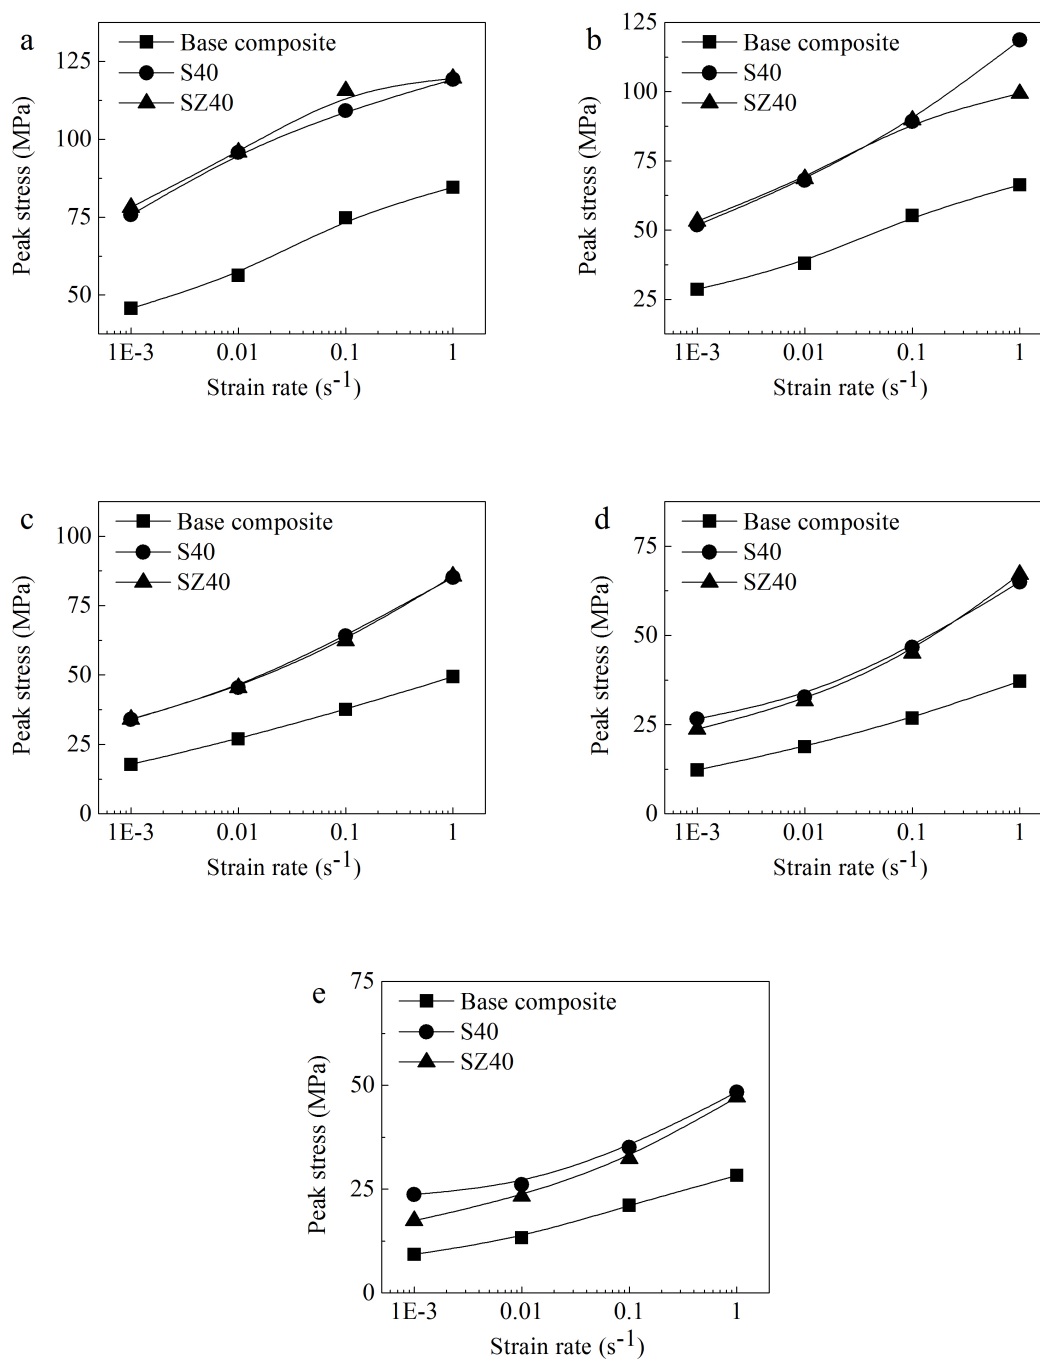 a
Base composite
S40
SZ40
125
100
75
50
Peak stress (MPa)
1E-3 0.01 0.1 1
Strain rate (s-1)
b
Base composite
S40
SZ40
125
100
75
50
25
Peak stress (MPa)
1E-3 0.01 0.1 1
Strain rate (s-1)
c
Base composite
S40
SZ40
100
75
50
25
0
Peak stress (MPa)
1E-3 0.01 0.1 1
Strain rate (s-1)
d
Base composite
S40
SZ40
75
50
25
0
Peak stress (MPa)
1E-3 0.01 0.1 1
Strain rate (s-1)
e
Base composite
S40
SZ40
75
50
25
0
Peak stress (MPa)
1E-3 0.01 0.1 1
Strain rate (s-1)